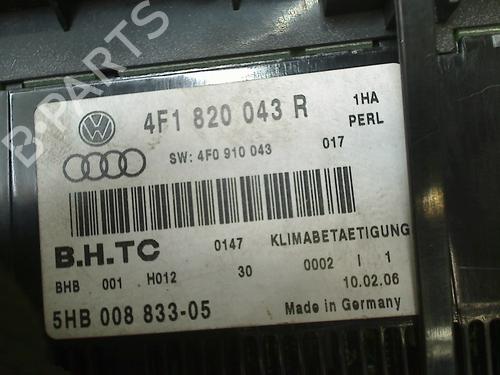 B-PARTS
4F1 820 043 R 1HA
SW: 4F0 910 043 017 PERL
B.H.TC 0147 KLIMABETAETIGUNG
BHB 001 H012 30 0002 I 1
10.02.06
5HB 008 833-05 Made in Germany